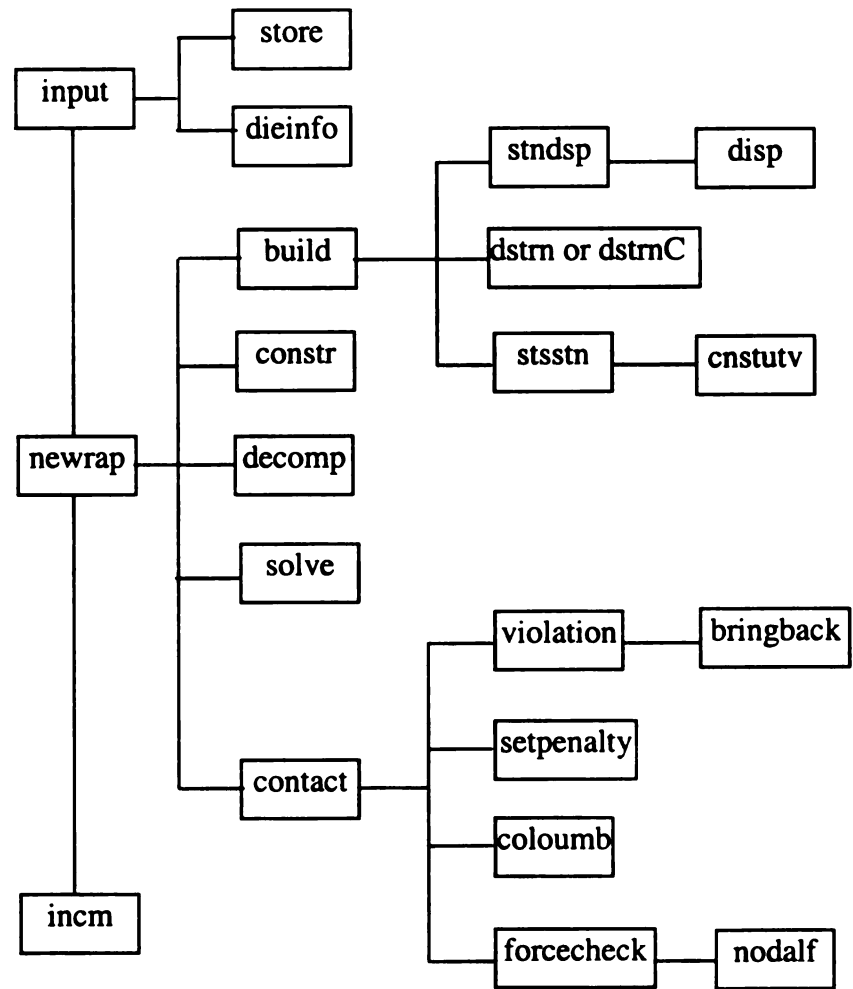 store
input
dieinfo
stndsp
disp
build
dstrn or dstrnC
constr
stsstn
cnstutv
newrap
decomp
solve
violation
bringback
setpenalty
contact
coloumb
incm
forcecheck
nodalf